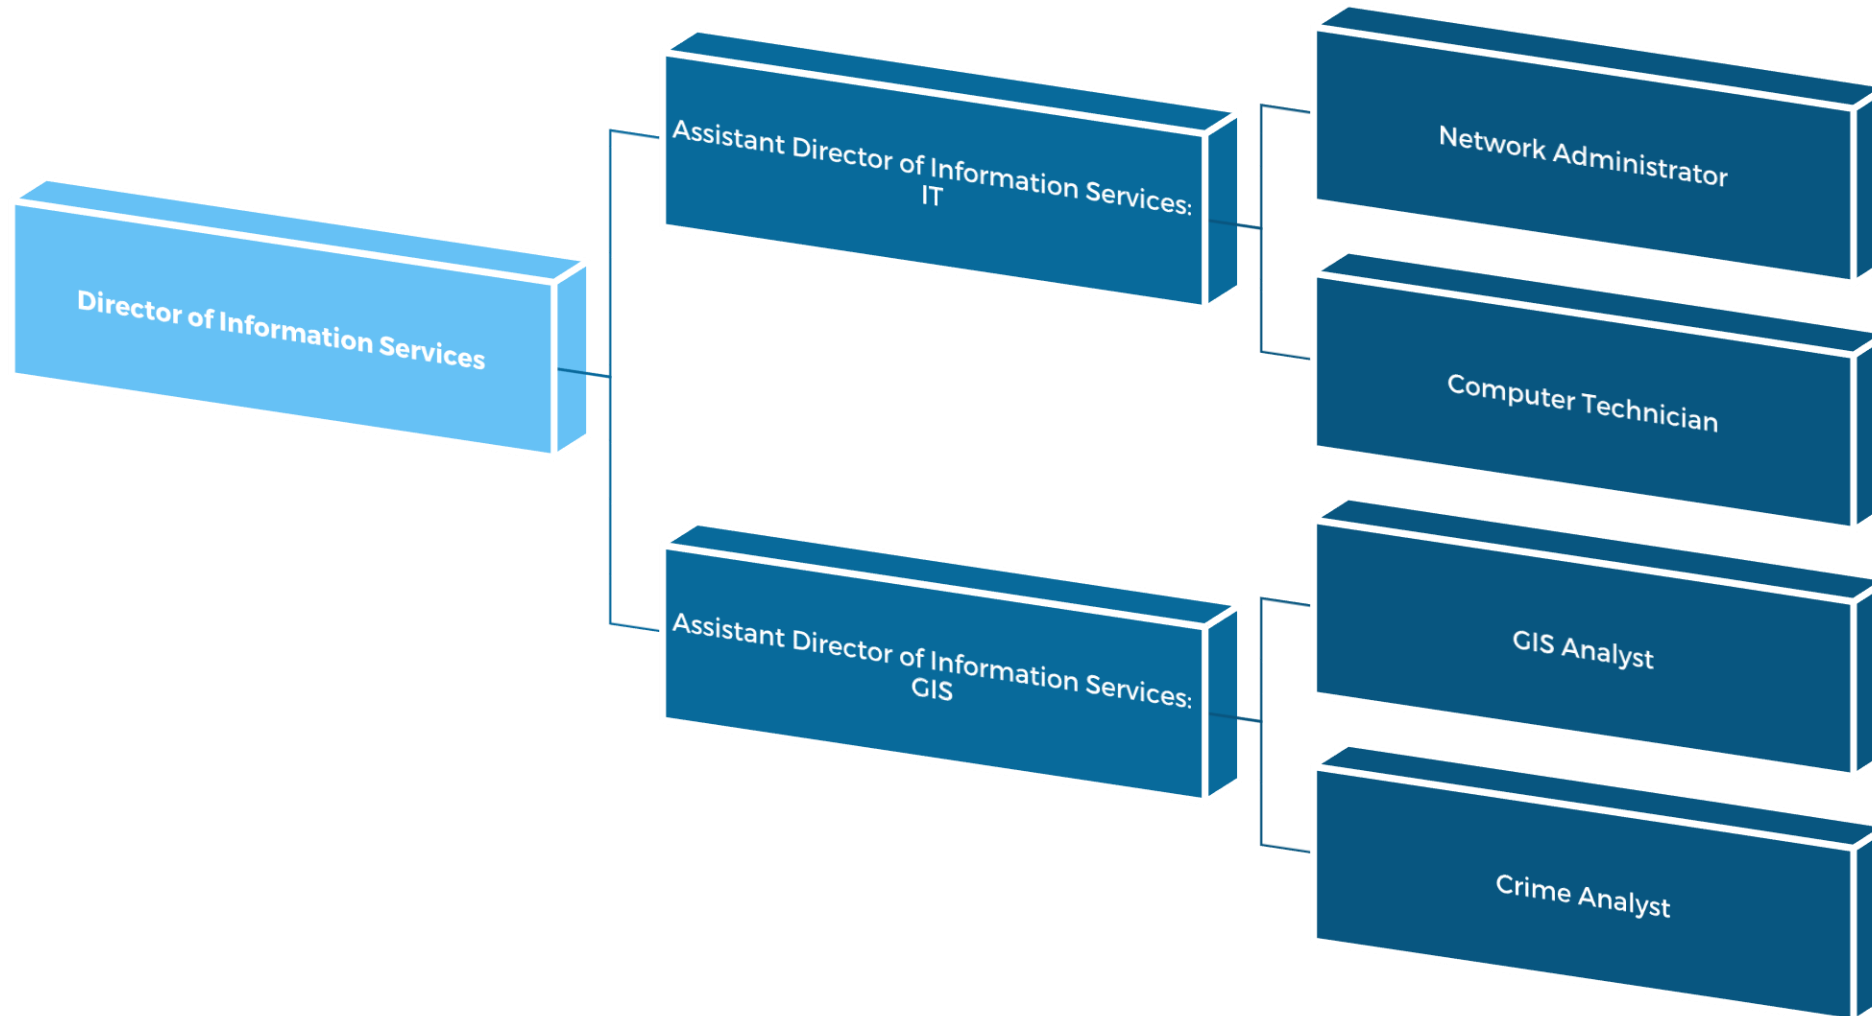 Director of Information Services
Assistant Director of Information Services:
IT
Network Administrator
Computer Technician
Assistant Director of Information Services:
GIS
GIS Analyst
Crime Analyst